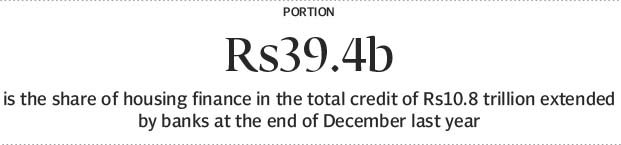 PORTION
Rs39.4b
is the share of housing finance in the total credit of Rs10.8 trillion extended
by banks at the end of December last year